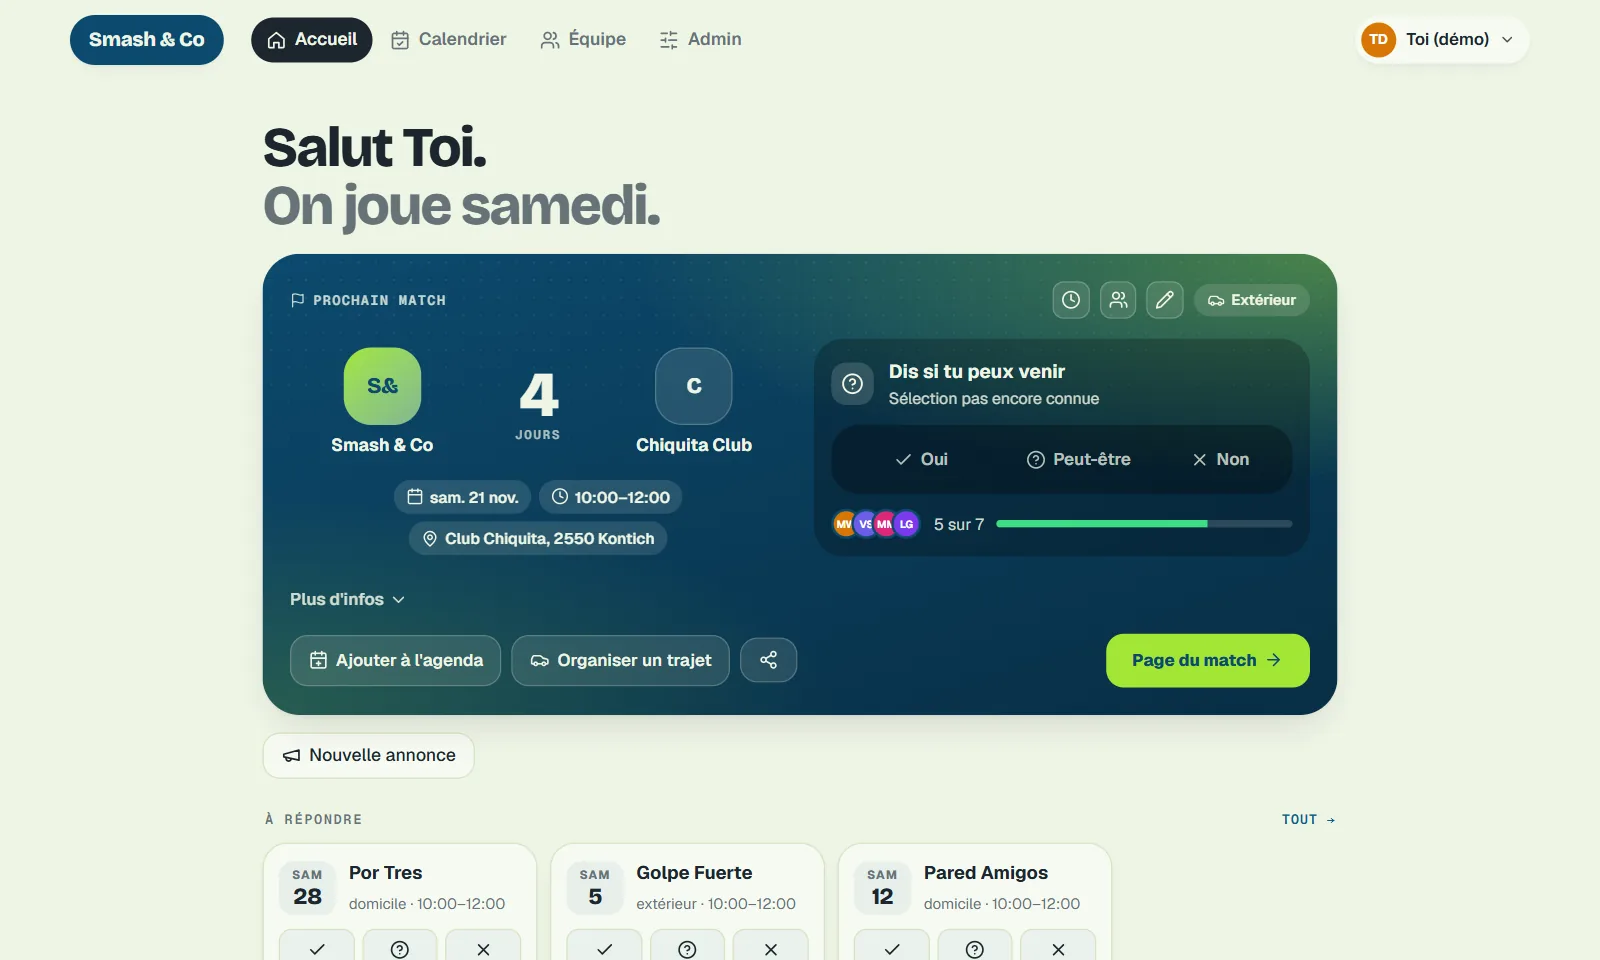 Smash & Co
Accueil
Calendrier
Équipe
Admin
TD
Toi (démo)
Salut Toi.
On joue samedi.
PROCHAIN MATCH
Extérieur
S&
Smash & Co
4
JOURS
C
Chiquita Club
sam. 21 nov.
10:00–12:00
Club Chiquita, 2550 Kontich
Dis si tu peux venir
Sélection pas encore connue
Oui
Peut-être
Non
LG
5 sur 7
Plus d'infos
Ajouter à l'agenda
Organiser un trajet
Page du match →
Nouvelle annonce
À RÉPONDRE
TOUT →
SAM
28
Por Tres
domicile · 10:00–12:00
SAM
5
Golpe Fuerte
extérieur · 10:00–12:00
SAM
12
Pared Amigos
domicile · 10:00–12:00